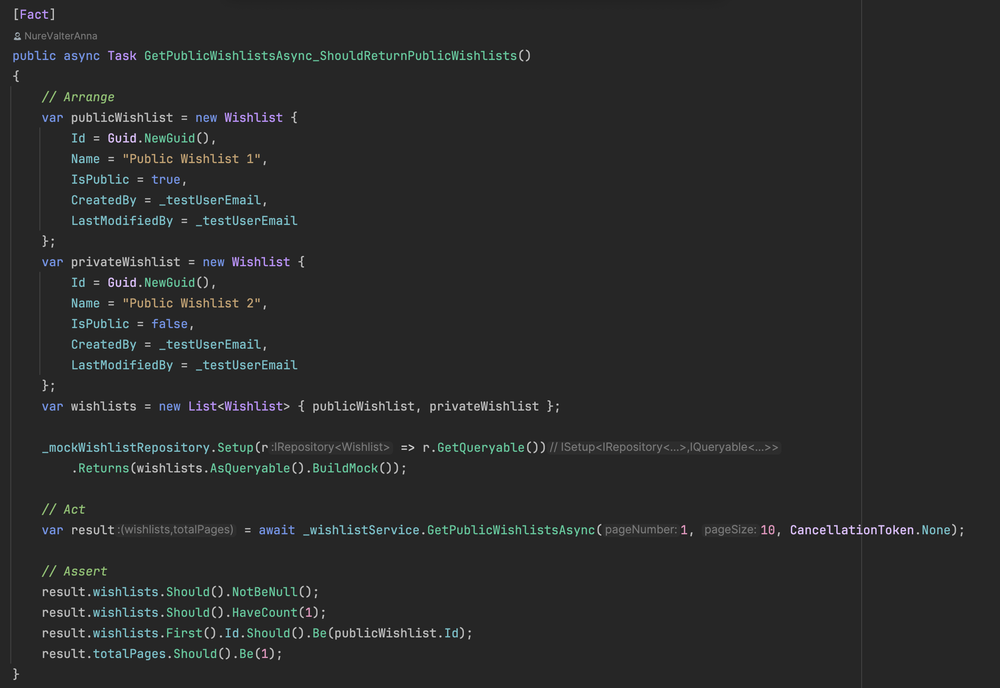 [Fact]
NureValterAnna
public async Task GetPublicWishlistsAsync_ShouldReturnPublicWishlists()
{
    // Arrange
    var publicWishlist = new Wishlist {
        Id = Guid.NewGuid(),
        Name = "Public Wishlist 1",
        IsPublic = true,
        CreatedBy = _testUserEmail,
        LastModifiedBy = _testUserEmail
    };
    var privateWishlist = new Wishlist {
        Id = Guid.NewGuid(),
        Name = "Public Wishlist 2",
        IsPublic = false,
        CreatedBy = _testUserEmail,
        LastModifiedBy = _testUserEmail
    };
    var wishlists = new List<Wishlist> { publicWishlist, privateWishlist };
    _mockWishlistRepository.Setup(r :IRepository<Wishlist> => r.GetQueryable()) // ISetup<IRepository<...>,IQueryable<...>>
        .Returns(wishlists.AsQueryable().BuildMock());
    // Act
    var result :(wishlists,totalPages) = await _wishlistService.GetPublicWishlistsAsync( pageNumber: 1, pageSize: 10, CancellationToken.None);
    // Assert
    result.wishlists.Should().NotBeNull();
    result.wishlists.Should().HaveCount(1);
    result.wishlists.First().Id.Should().Be(publicWishlist.Id);
    result.totalPages.Should().Be(1);
}